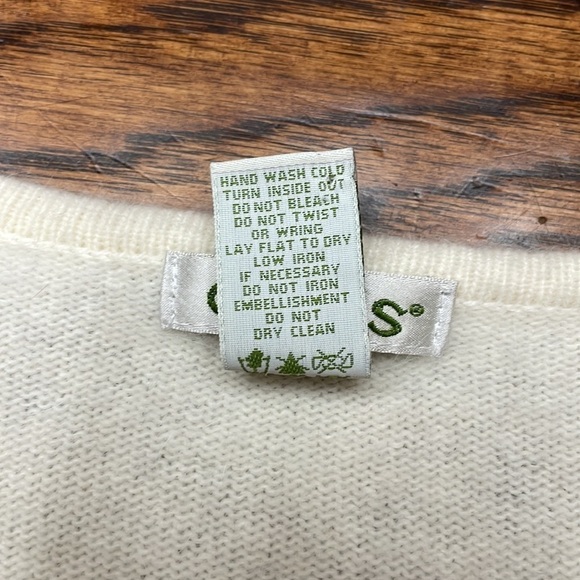 HAND WASH COLD
TURN INSIDE OUT
DO NOT BLEACH
DO NOT TWIST
OR WRING
LAY FLAT TO DRY
LOW IRON
IF NECESSARY
DO NOT IRON
EMBELLISHMENT
DO NOT
DRY CLEAN